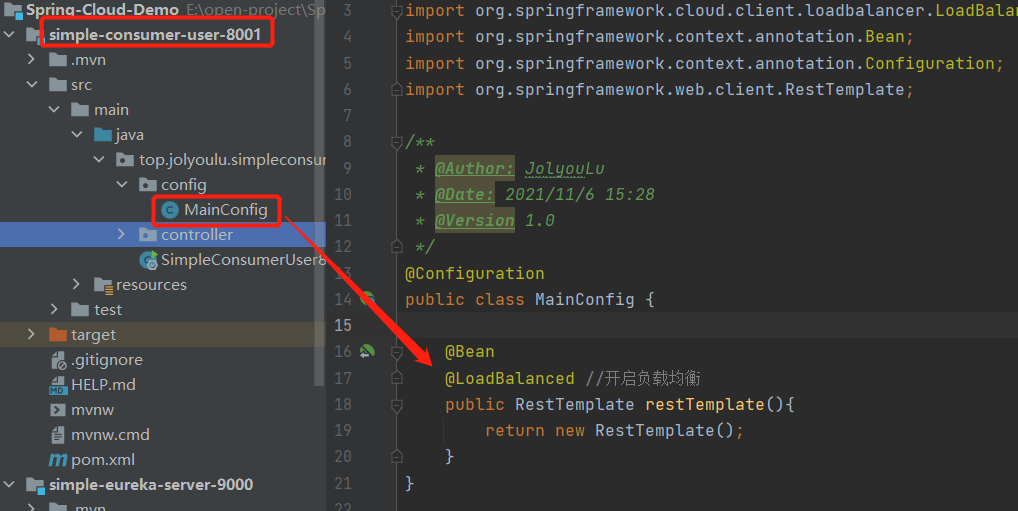 Spring-Cloud-Demo E:\open-project\Sp
simple-consumer-user-8001
.mvn
src
main
java
top.jolyoulu.simpleconsu
config
MainConfig
controller
SimpleConsumerUser8
resources
test
target
.gitignore
HELP.md
mvnw
mvnw.cmd
pom.xml
simple-eureka-server-9000
.mvn
3 import org.springframework.cloud.client.loadbalancer.LoadBala
4 import org.springframework.context.annotation.Bean;
5 import org.springframework.context.annotation.Configuration;
6 import org.springframework.web.client.RestTemplate;
7
8 /**
9 * @Author: JolyouLu
10 * @Date: 2021/11/6 15:28
11 * @Version 1.0
12 */
13 @Configuration
14 public class MainConfig {
15
16 @Bean
17 @LoadBalanced //开启负载均衡
18 public RestTemplate restTemplate(){
19 return new RestTemplate();
20 }
21 }